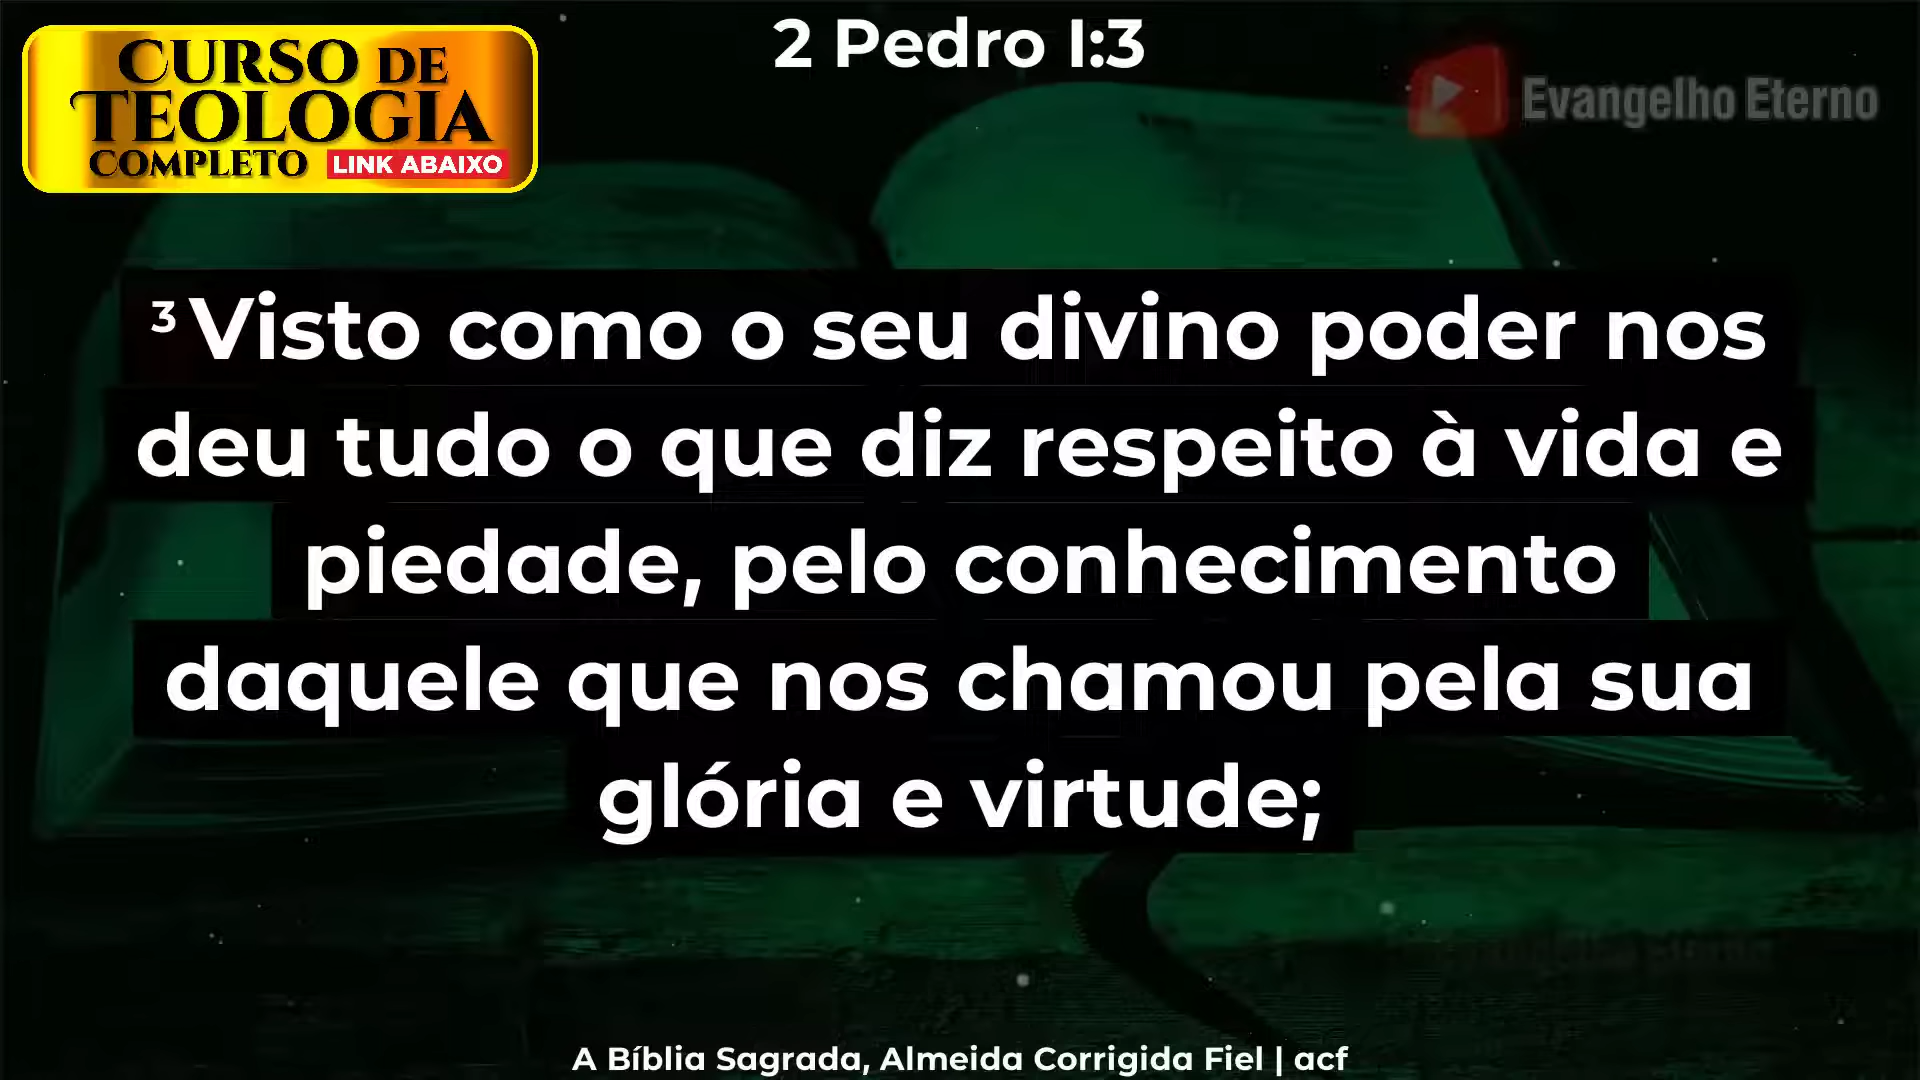 2 Pedro I:3
CURSO DE
TEOLOGIA
COMPLETO LINK ABAIXO
Evangelho Eterno
3 Visto como o seu divino poder nos
deu tudo o que diz respeito à vida e
piedade, pelo conhecimento
daquele que nos chamou pela sua
glória e virtude;
A Bíblia Sagrada, Almeida Corrigida Fiel | acf